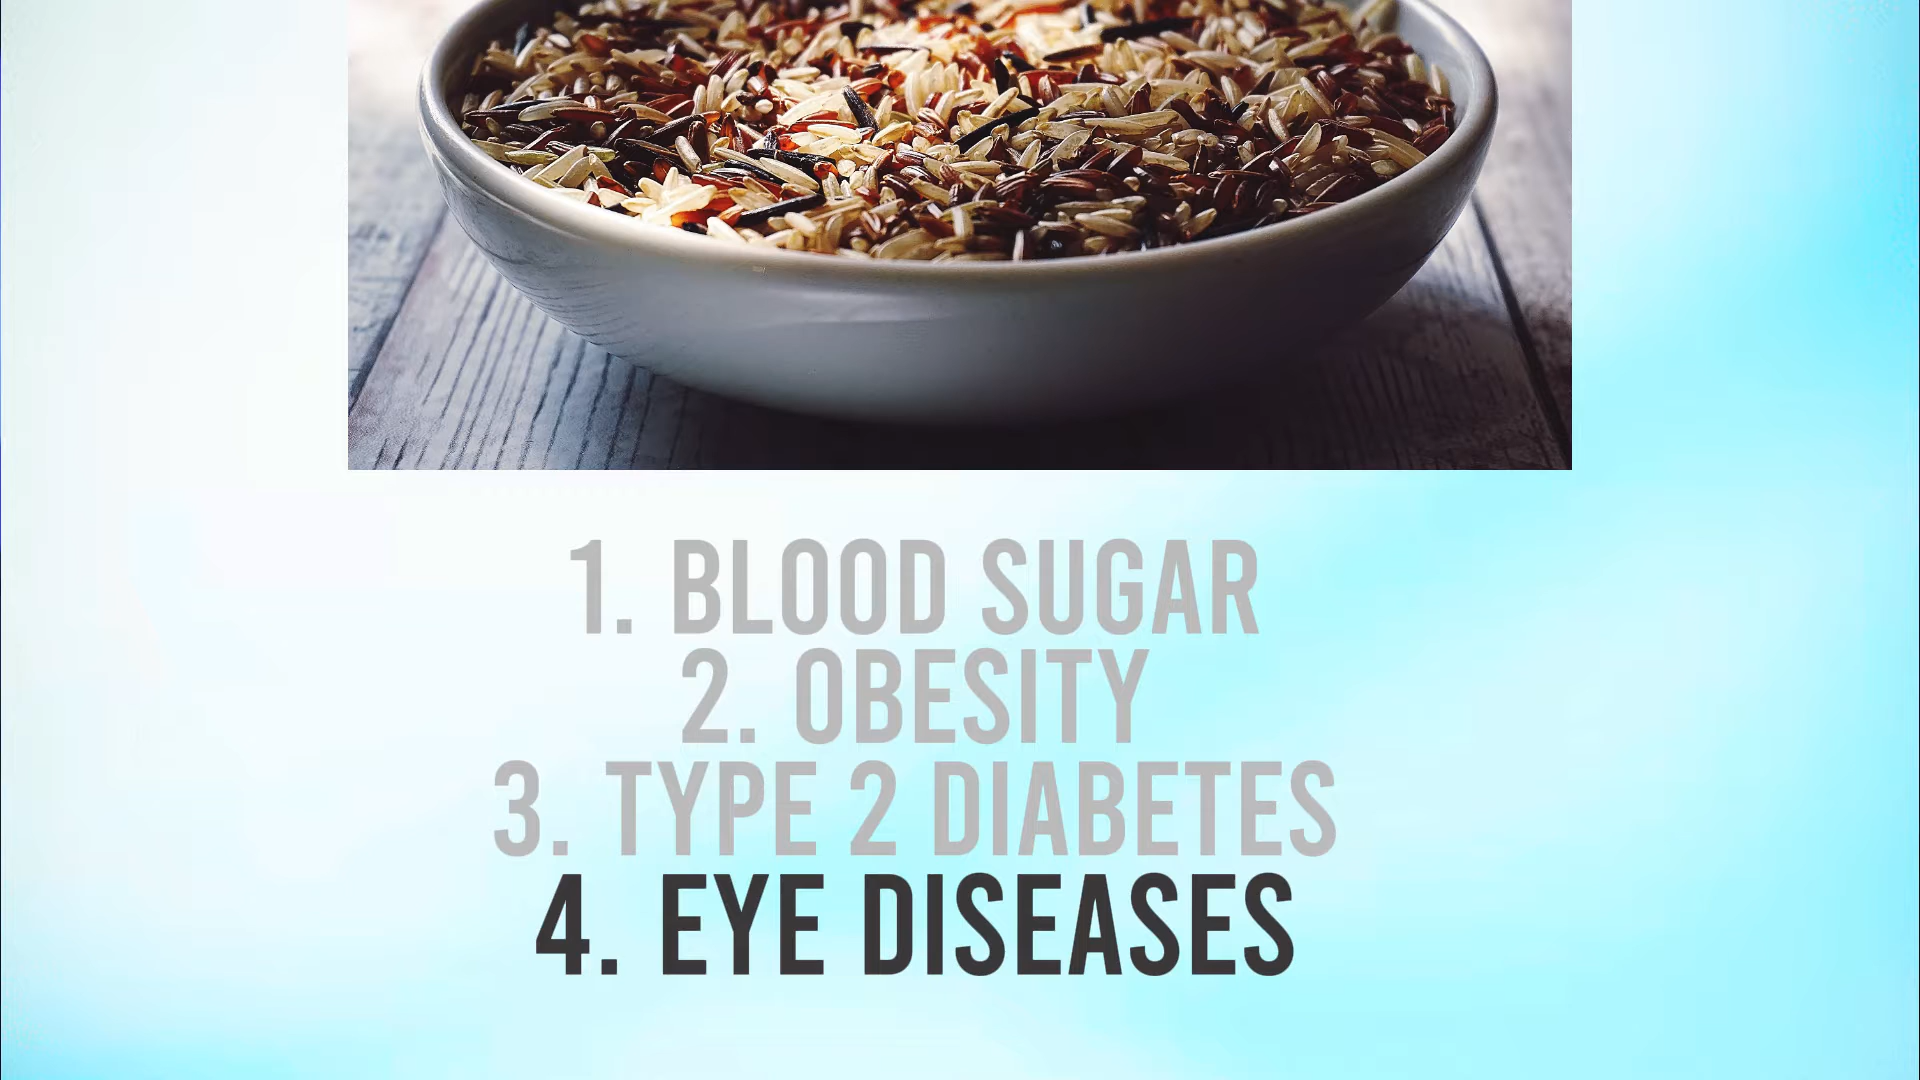 1. BLOOD SUGAR
2. OBESITY
3. TYPE 2 DIABETES
4. EYE DISEASES